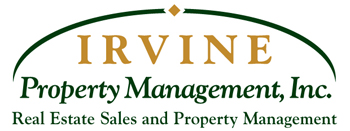 IRVINE
Property Management, Inc.
Real Estate Sales and Property Management